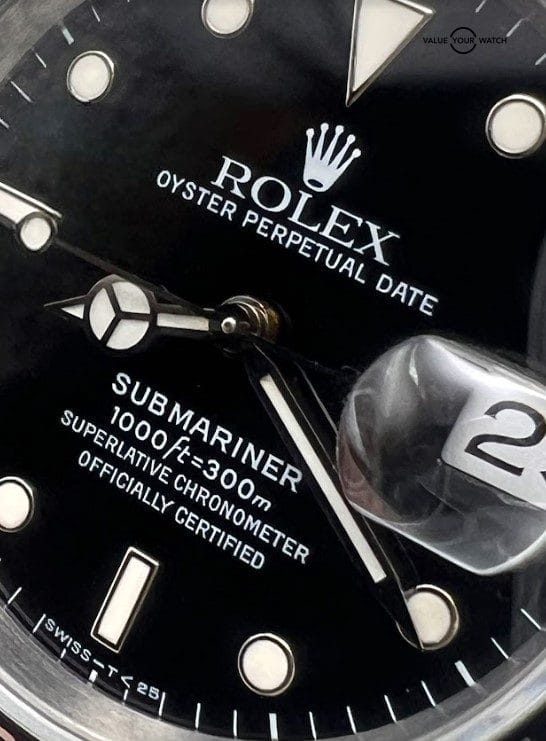 VALUE YOUR WATCH
ROLEX
OYSTER PERPETUAL DATE
SUBMARINER
1000ft=300m
SUPERLATIVE CHRONOMETER
OFFICIALLY CERTIFIED
SWISS-T<25